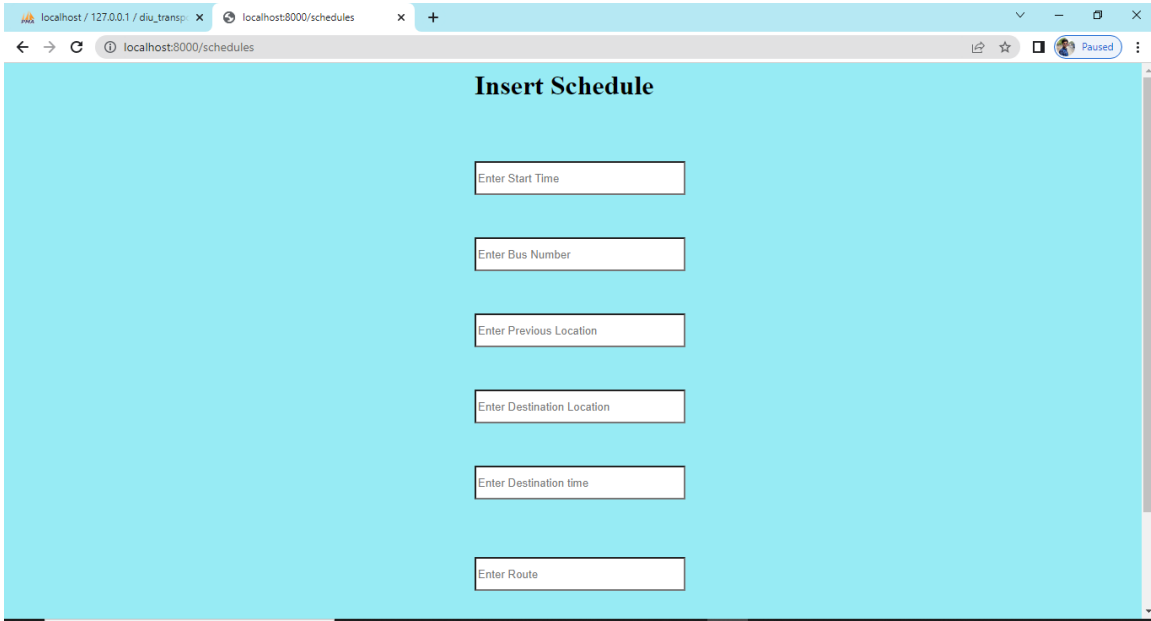 localhost / 127.0.0.1 / diu_transp
localhost:8000/schedules
localhost:8000/schedules
Paused
Insert Schedule
Enter Start Time
Enter Bus Number
Enter Previous Location
Enter Destination Location
Enter Destination time
Enter Route